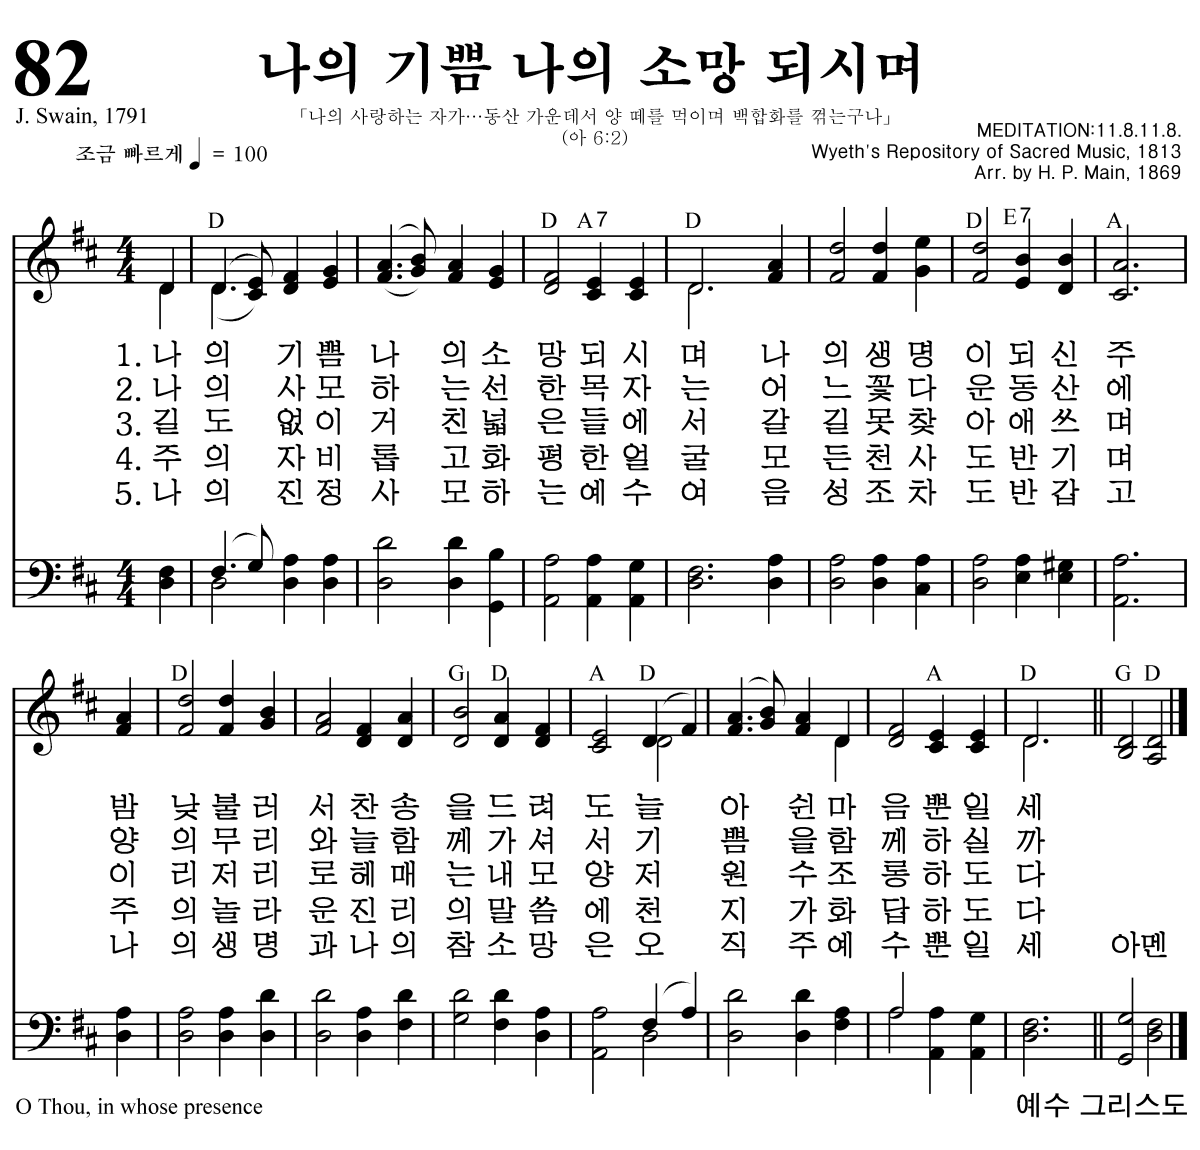 82
나의 기쁨 나의 소망 되시며
J. Swain, 1791
「나의 사랑하는 자가…동산 가운데서 양 떼를 먹이며 백합화를 꺾는구나」
(아 6:2)
조금 빠르게 ♩ = 100
MEDITATION:11.8.11.8.
Wyeth's Repository of Sacred Music, 1813
Arr. by H. P. Main, 1869
D D A7 D D E7 A
4 4
1. 나 의 기 쁨 나 의 소 망 되 시 며 나 의 생 명 이 되 신 주
2. 나 의 사 모 하 는 선 한 목 자 는 어 느 꽃 다 운 동 산 에
3. 길 도 없 이 거 친 넓 은 들 에 서 갈 길 못 찾 아 애 쓰 며
4. 주 의 자 비 롭 고 화 평 한 얼 굴 모 든 천 사 도 반 기 며
5. 나 의 진 정 사 모 하 는 예 수 여 음 성 조 차 도 반 갑 고
4 4
D G D A D A D G D
밤 낮 불 러 서 찬 송 을 드 려 도 늘 아 쉰 마 음 뿐 일 세
양 의 무 리 와 늘 함 께 가 셔 서 기 쁨 을 함 께 하 실 까
이 리 저 리 로 헤 매 는 내 모 양 저 원 수 조 롱 하 도 다
주 의 놀 라 운 진 리 의 말 씀 에 천 지 가 화 답 하 도 다
나 의 생 명 과 나 의 참 소 망 은 오 직 주 예 수 뿐 일 세 아멘
O Thou, in whose presence
예수 그리스도